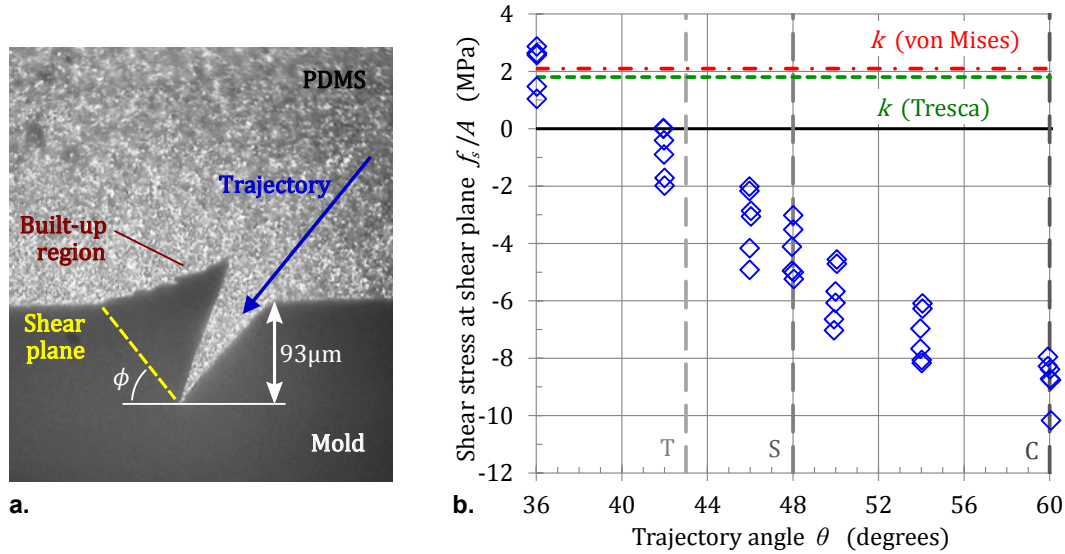 PDMS
Trajectory
Built-up
region
Shear
plane
ϕ
93μm
Mold
a.
Shear stress at shear plane f_s/A (MPa)
4
2
0
-2
-4
-6
-8
-10
-12
k (von Mises)
k (Tresca)
T
S
C
36
40
44
48
52
56
60
Trajectory angle θ (degrees)
b.